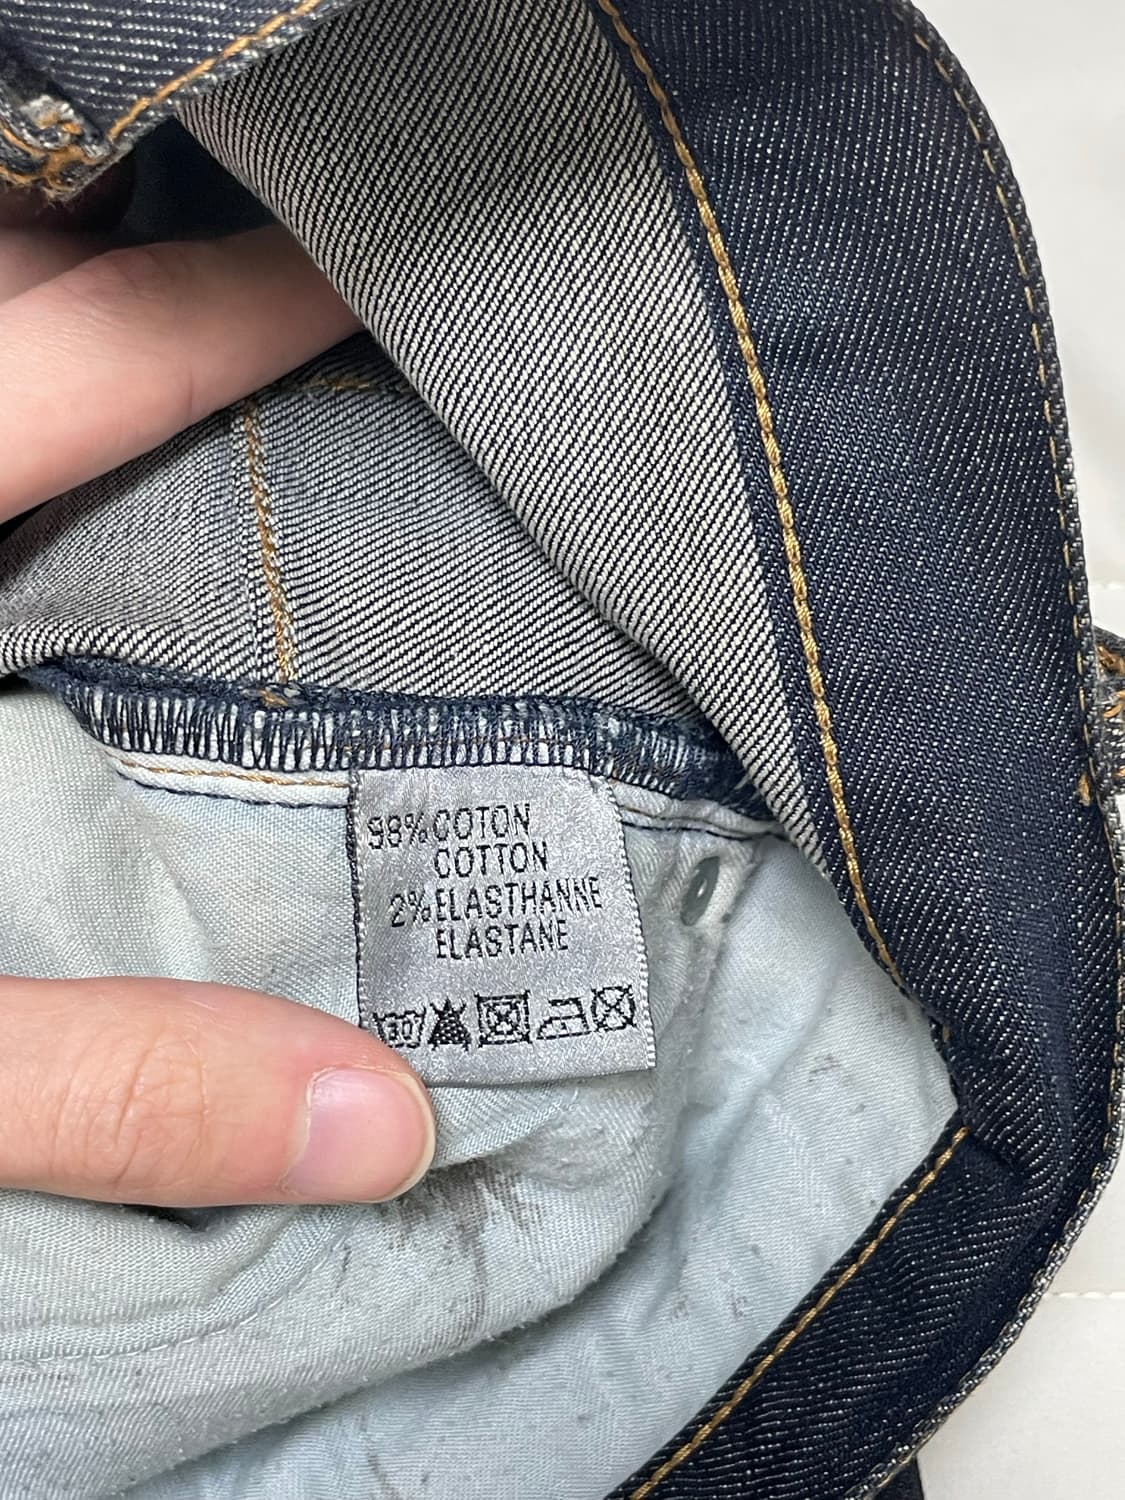 98% COTON
COTTON
2% ELASTHANNE
ELASTANE
30